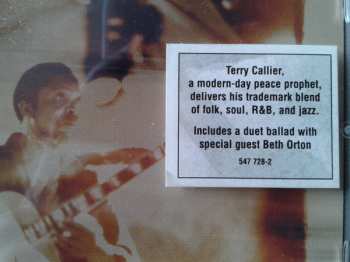 Terry Callier,
a modern-day peace prophet,
delivers his trademark blend
of folk, soul, R&B, and jazz.
Includes a duet ballad with
special guest Beth Orton
547 728-2